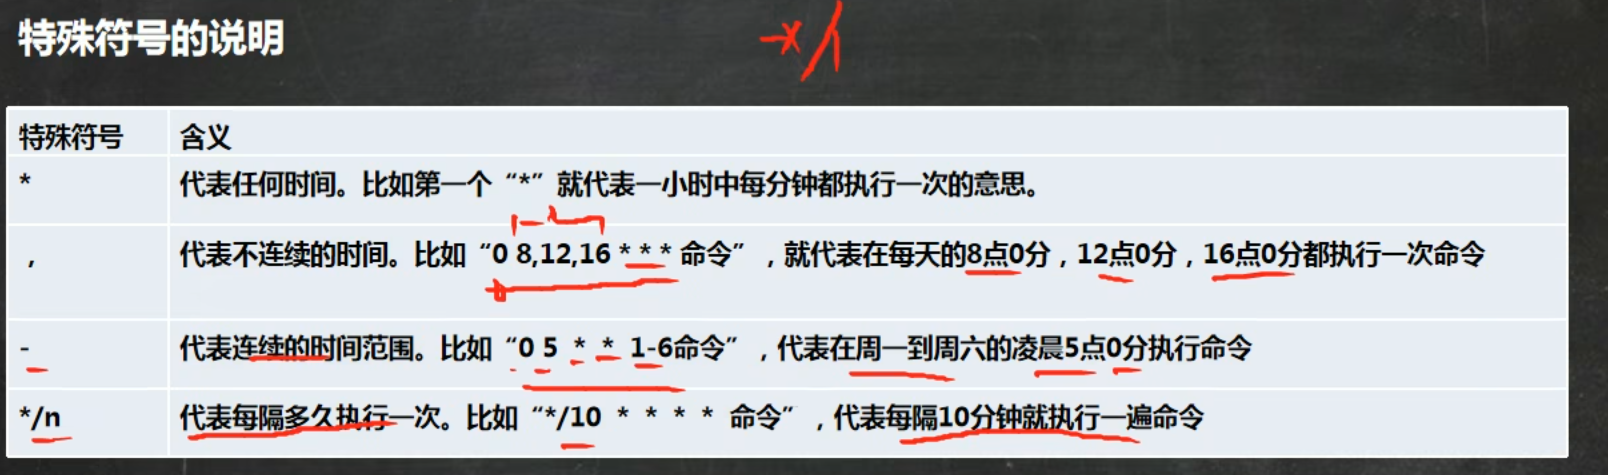 特殊符号的说明
特殊符号 含义
* 代表任何时间。比如第一个“*”就代表一小时中每分钟都执行一次的意思。
, 代表不连续的时间。比如“0 8,12,16 * * * 命令”，就代表在每天的8点0分，12点0分，16点0分都执行一次命令
- 代表连续的时间范围。比如“0 5 * * 1-6命令”，代表在周一到周六的凌晨5点0分执行命令
*/n 代表每隔多久执行一次。比如“*/10 * * * * 命令”，代表每隔10分钟就执行一遍命令